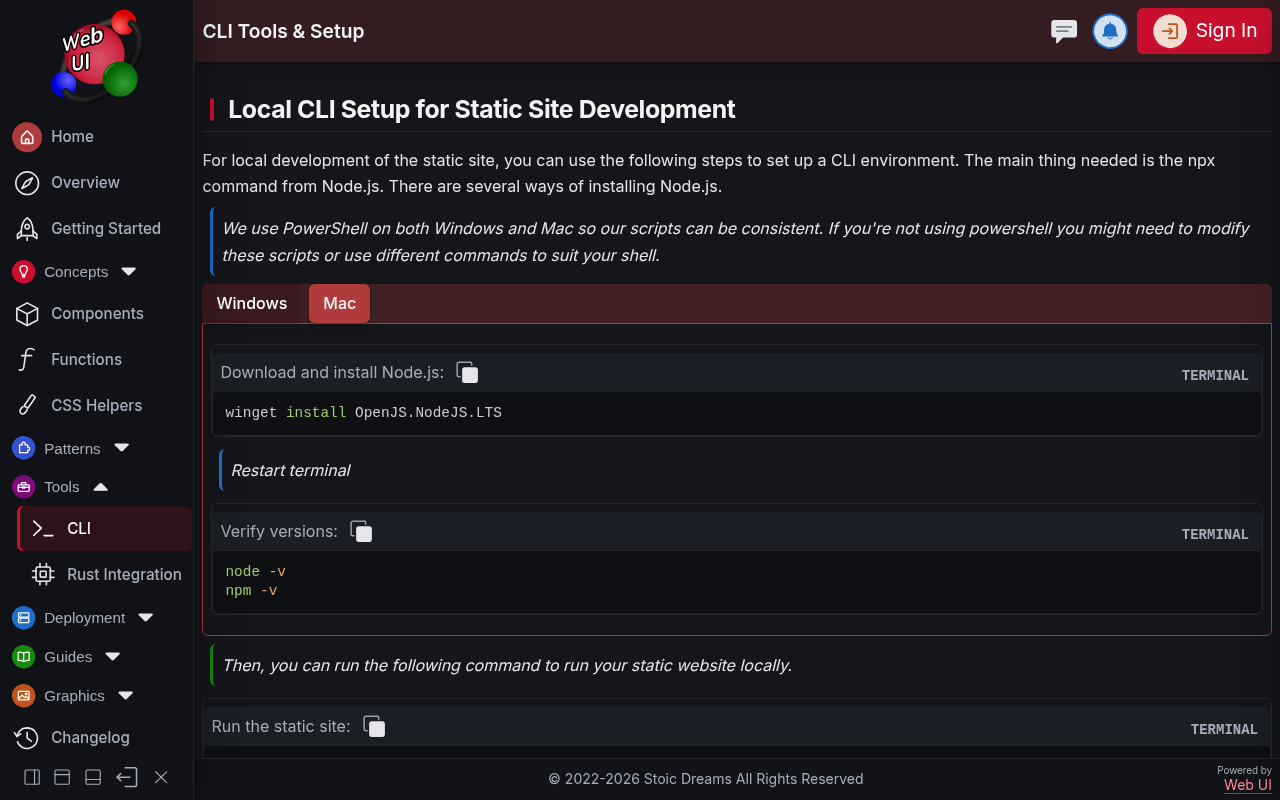 Web
UI
Home
Overview
Getting Started
Concepts
Components
Functions
CSS Helpers
Patterns
Tools
CLI
Rust Integration
Deployment
Guides
Graphics
Changelog
CLI Tools & Setup
Sign In
Local CLI Setup for Static Site Development
For local development of the static site, you can use the following steps to set up a CLI environment. The main thing needed is the npx
command from Node.js. There are several ways of installing Node.js.
We use PowerShell on both Windows and Mac so our scripts can be consistent. If you're not using powershell you might need to modify
these scripts or use different commands to suit your shell.
Windows Mac
Download and install Node.js: TERMINAL
winget install OpenJS.NodeJS.LTS
Restart terminal
Verify versions: TERMINAL
node -v
npm -v
Then, you can run the following command to run your static website locally.
Run the static site: TERMINAL
© 2022-2026 Stoic Dreams All Rights Reserved
Powered by
Web UI